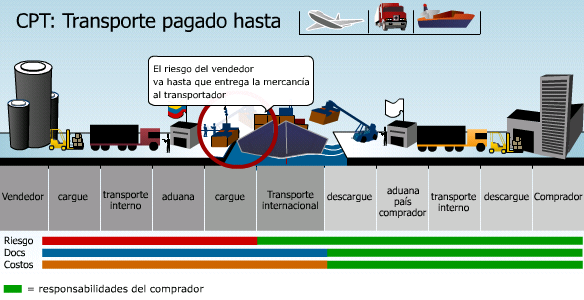 CPT: Transporte pagado hasta
El riesgo del vendedor
va hasta que entrega la mercancía
al transportador
Vendedor
cargue
transporte
interno
aduana
cargue
Transporte
internacional
descargue
aduana
país
comprador
transporte
interno
descargue
Comprador
Riesgo
Docs
Costos
= responsabilidades del comprador